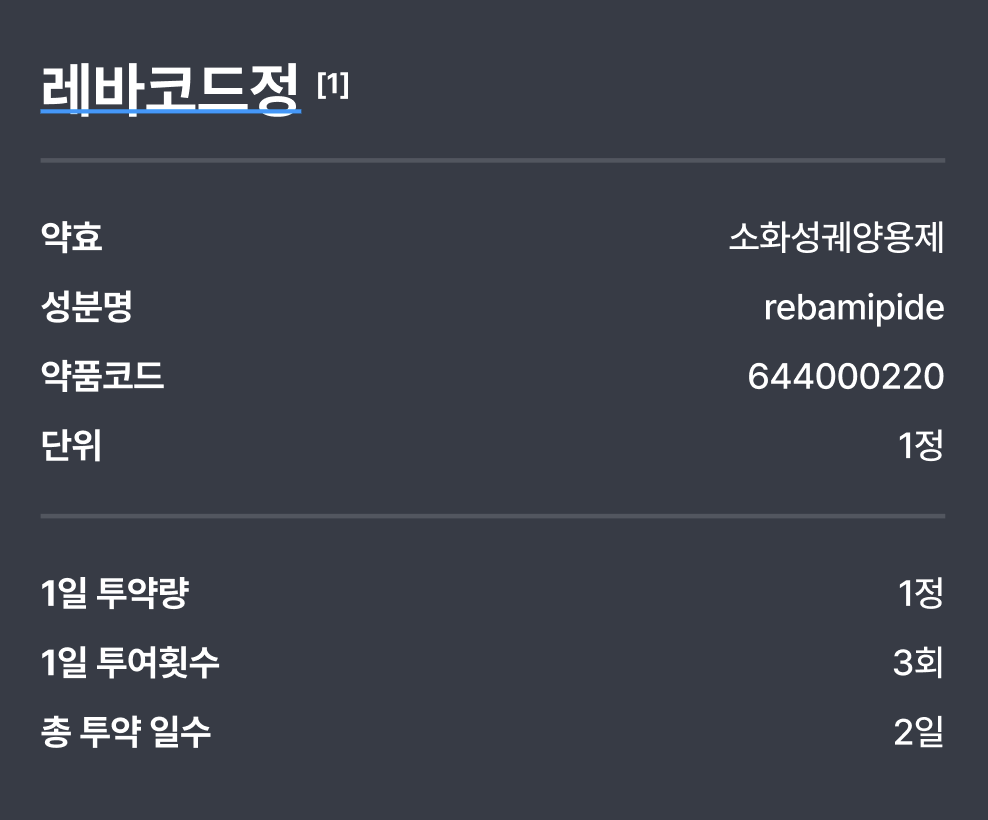 레바코드정 [1]
약효 소화성궤양용제
성분명 rebamipide
약품코드 644000220
단위 1정
1일 투약량 1정
1일 투여횟수 3회
총 투약 일수 2일